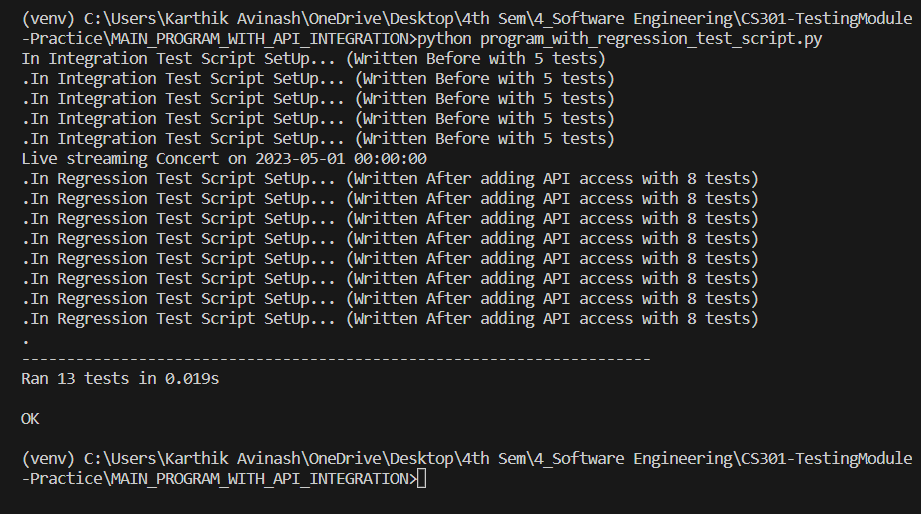 (venv) C:\Users\Karthik Avinash\OneDrive\Desktop\4th Sem\4_Software Engineering\CS301-TestingModule
-Practice\MAIN_PROGRAM_WITH_API_INTEGRATION>python program_with_regression_test_script.py
In Integration Test Script SetUp... (Written Before with 5 tests)
.In Integration Test Script SetUp... (Written Before with 5 tests)
.In Integration Test Script SetUp... (Written Before with 5 tests)
.In Integration Test Script SetUp... (Written Before with 5 tests)
.In Integration Test Script SetUp... (Written Before with 5 tests)
Live streaming Concert on 2023-05-01 00:00:00
.In Regression Test Script SetUp... (Written After adding API access with 8 tests)
.In Regression Test Script SetUp... (Written After adding API access with 8 tests)
.In Regression Test Script SetUp... (Written After adding API access with 8 tests)
.In Regression Test Script SetUp... (Written After adding API access with 8 tests)
.In Regression Test Script SetUp... (Written After adding API access with 8 tests)
.In Regression Test Script SetUp... (Written After adding API access with 8 tests)
.In Regression Test Script SetUp... (Written After adding API access with 8 tests)
.In Regression Test Script SetUp... (Written After adding API access with 8 tests)
.
----------------------------------------------------------------------
Ran 13 tests in 0.019s
OK
(venv) C:\Users\Karthik Avinash\OneDrive\Desktop\4th Sem\4_Software Engineering\CS301-TestingModule
-Practice\MAIN_PROGRAM_WITH_API_INTEGRATION>